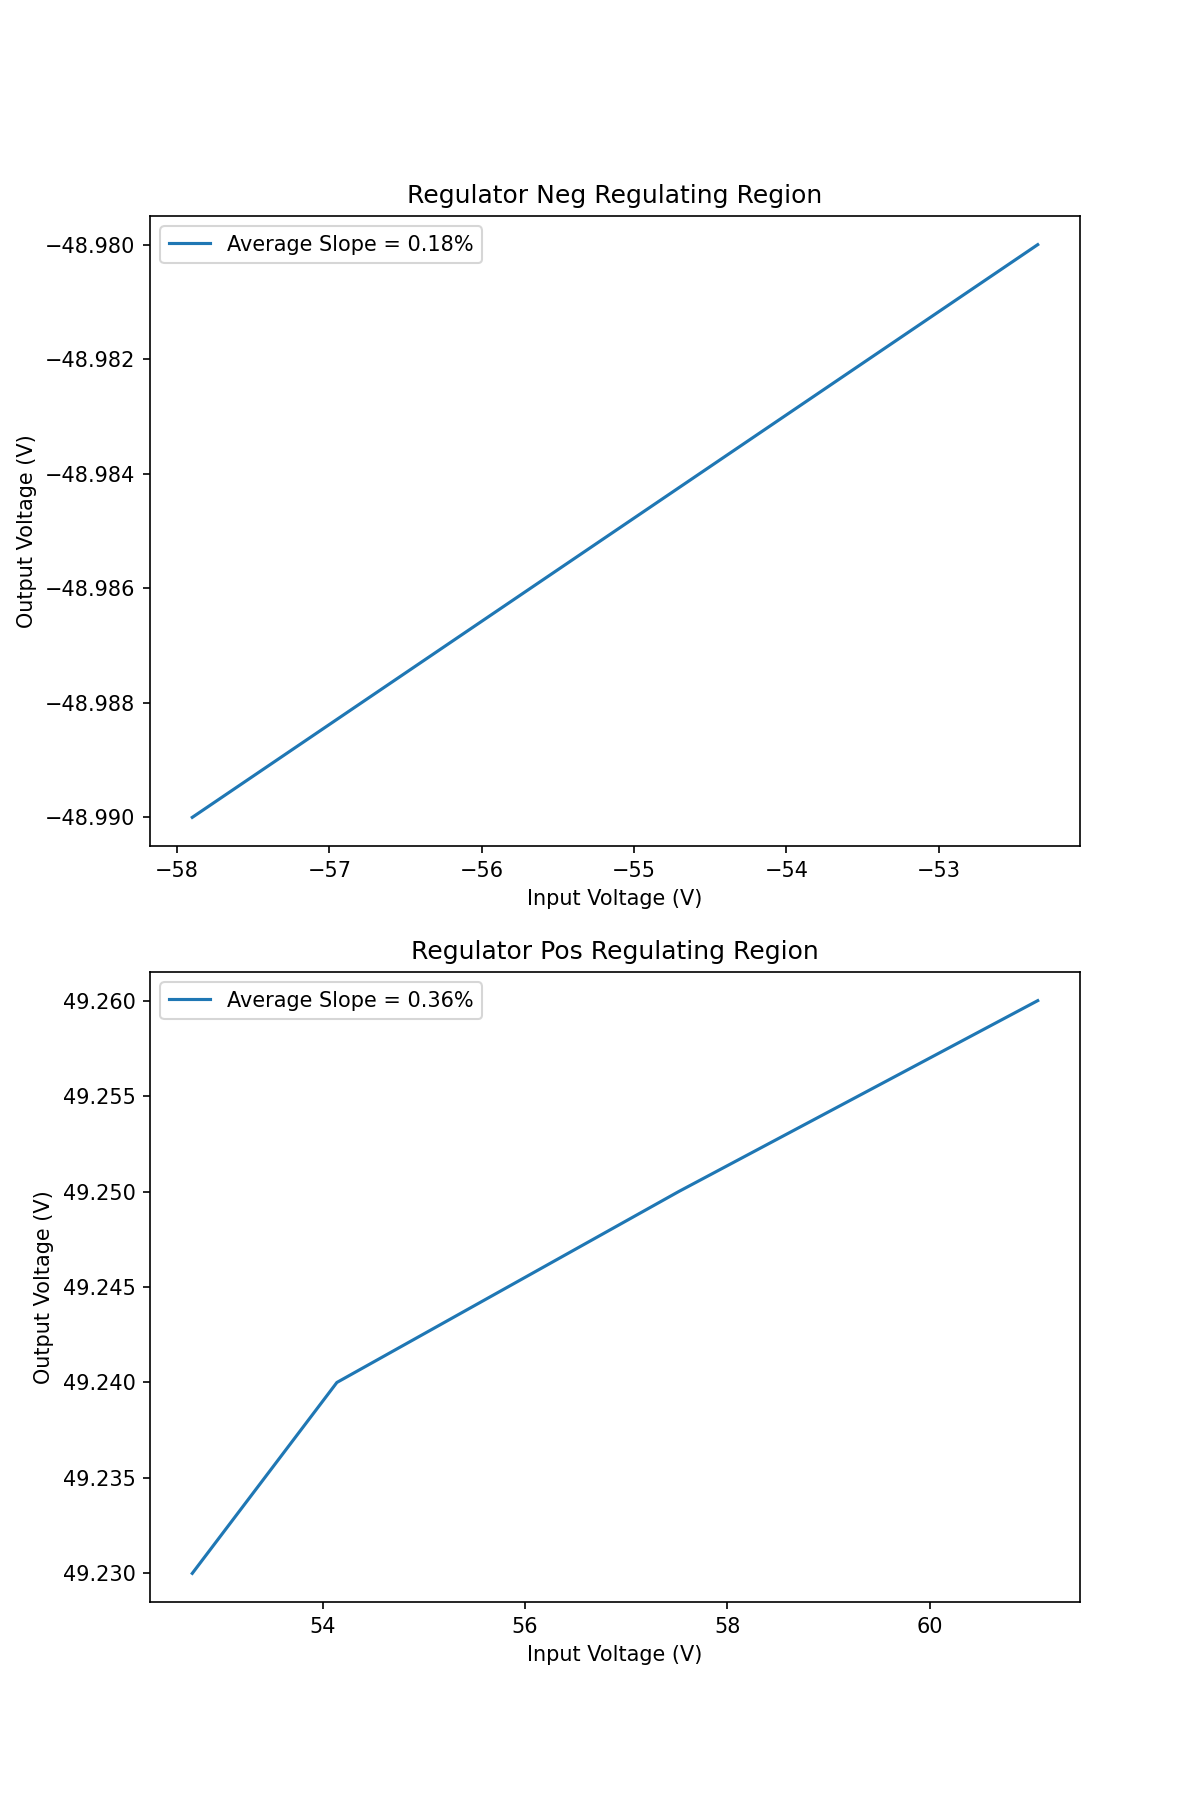 Regulator Neg Regulating Region
Average Slope = 0.18%
−48.980
−48.982
−48.984
−48.986
−48.988
−48.990
Output Voltage (V)
−58 −57 −56 −55 −54 −53
Input Voltage (V)
Regulator Pos Regulating Region
Average Slope = 0.36%
49.260
49.255
49.250
49.245
49.240
49.235
49.230
Output Voltage (V)
54 56 58 60
Input Voltage (V)